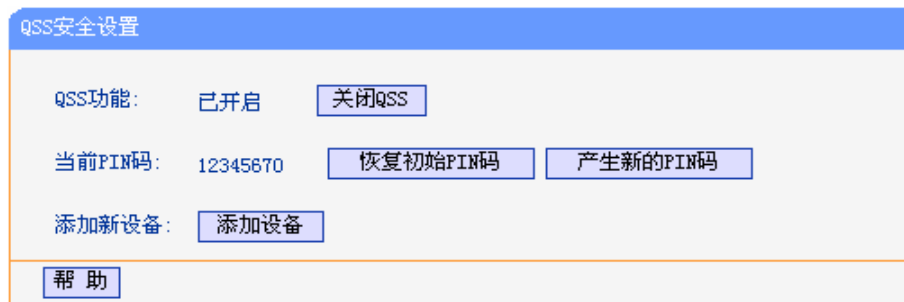 QSS安全设置
QSS功能: 已开启 关闭QSS
当前PIN码: 12345670 恢复初始PIN码 产生新的PIN码
添加新设备: 添加设备
帮 助